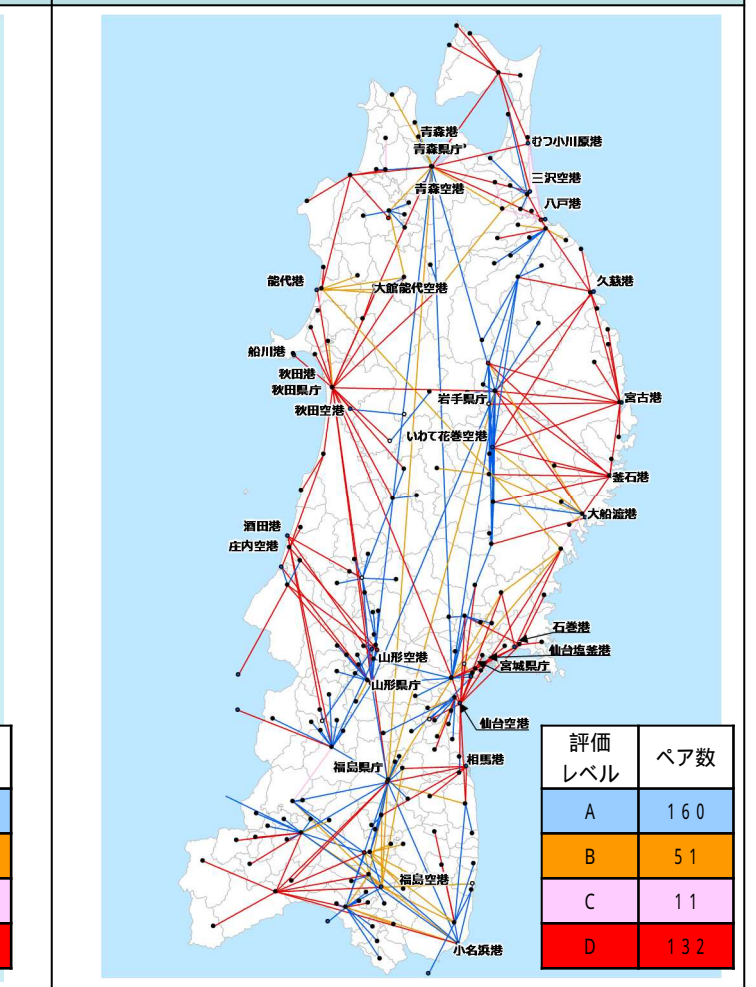 青森港
青森県庁
むつ小川原港
三沢空港
青森空港
八戸港
能代港
大館能代空港
久慈港
船川港
秋田港
秋田県庁
岩手県庁
宮古港
秋田空港
いわて花巻空港
釜石港
大船渡港
酒田港
庄内空港
石巻港
仙台塩釜港
山形空港
宮城県庁
山形県庁
仙台空港
相馬港
福島県庁
福島空港
小名浜港
評価
レベル ペア数
A 160
B 51
C 11
D 132